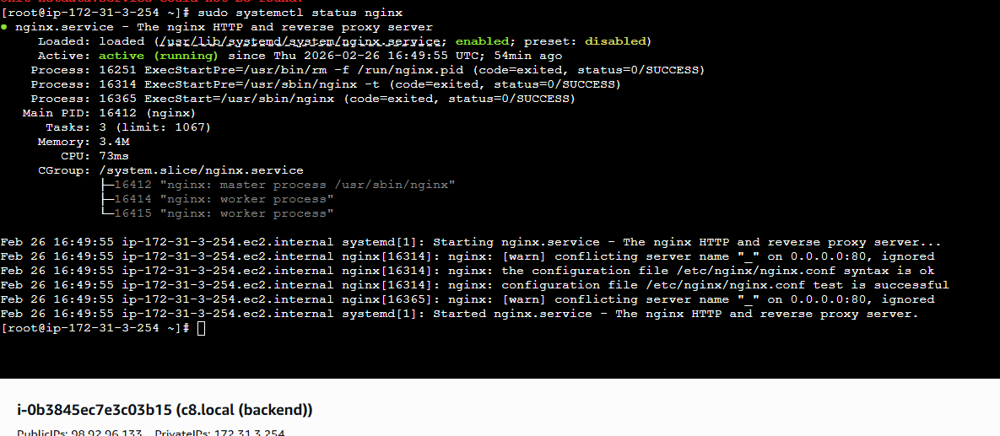 [root@ip-172-31-3-254 ~]# sudo systemctl status nginx
● nginx.service - The nginx HTTP and reverse proxy server
Loaded: loaded (/usr/lib/systemd/system/nginx.service; enabled; preset: disabled)
Active: active (running) since Thu 2026-02-26 16:49:55 UTC; 54min ago
Process: 16251 ExecStartPre=/usr/bin/rm -f /run/nginx.pid (code=exited, status=0/SUCCESS)
Process: 16314 ExecStartPre=/usr/sbin/nginx -t (code=exited, status=0/SUCCESS)
Process: 16365 ExecStart=/usr/sbin/nginx (code=exited, status=0/SUCCESS)
Main PID: 16412 (nginx)
Tasks: 3 (limit: 1067)
Memory: 3.4M
CPU: 73ms
CGroup: /system.slice/nginx.service
├─16412 "nginx: master process /usr/sbin/nginx"
├─16414 "nginx: worker process"
└─16415 "nginx: worker process"
Feb 26 16:49:55 ip-172-31-3-254.ec2.internal systemd[1]: Starting nginx.service - The nginx HTTP and reverse proxy server...
Feb 26 16:49:55 ip-172-31-3-254.ec2.internal nginx[16314]: nginx: [warn] conflicting server name "_" on 0.0.0.0:80, ignored
Feb 26 16:49:55 ip-172-31-3-254.ec2.internal nginx[16314]: nginx: the configuration file /etc/nginx/nginx.conf syntax is ok
Feb 26 16:49:55 ip-172-31-3-254.ec2.internal nginx[16314]: nginx: configuration file /etc/nginx/nginx.conf test is successful
Feb 26 16:49:55 ip-172-31-3-254.ec2.internal nginx[16365]: nginx: [warn] conflicting server name "_" on 0.0.0.0:80, ignored
Feb 26 16:49:55 ip-172-31-3-254.ec2.internal systemd[1]: Started nginx.service - The nginx HTTP and reverse proxy server.
[root@ip-172-31-3-254 ~]#
i-0b3845ec7e3c03b15 (c8.local (backend))
PublicIPs: 98.92.96.133 PrivateIPs: 172.31.3.254